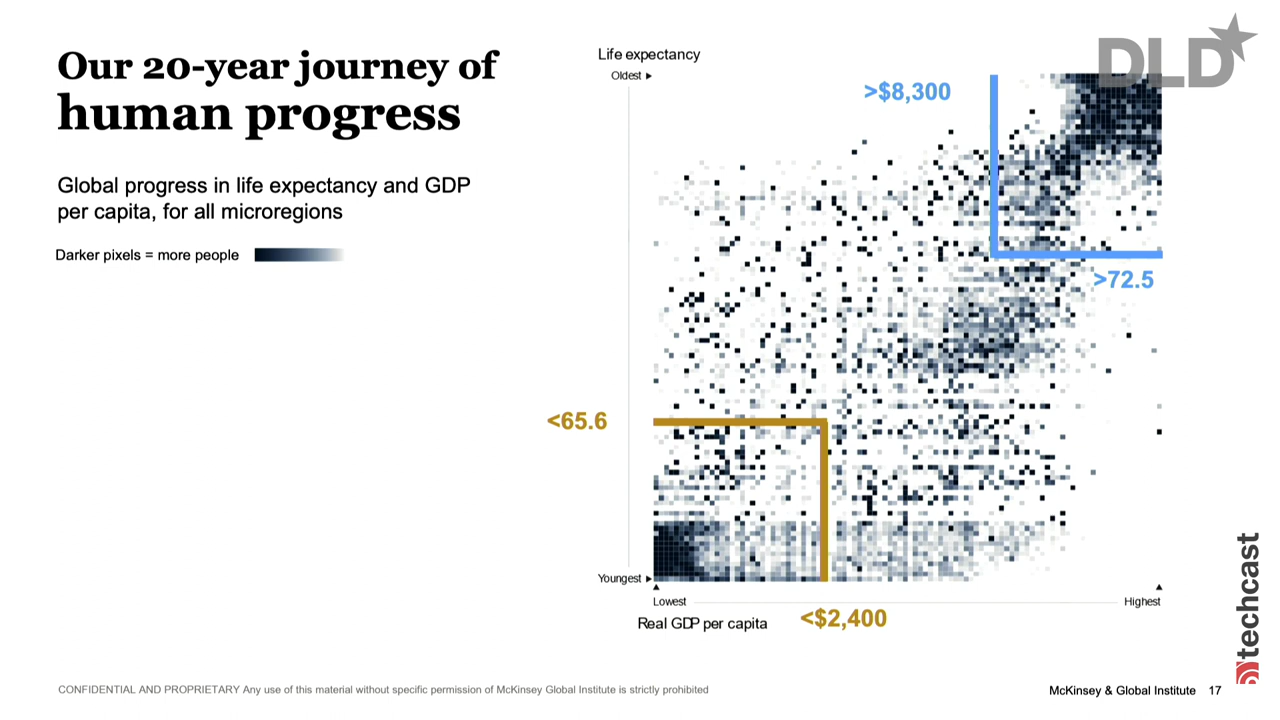 Our 20-year journey of
human progress
Global progress in life expectancy and GDP
per capita, for all microregions
Darker pixels = more people
Life expectancy
Oldest
>$8,300
DLD
>72.5
<65.6
Youngest
Lowest
Highest
Real GDP per capita
<$2,400
techcast
CONFIDENTIAL AND PROPRIETARY Any use of this material without specific permission of McKinsey Global Institute is strictly prohibited
McKinsey & Global Institute 17